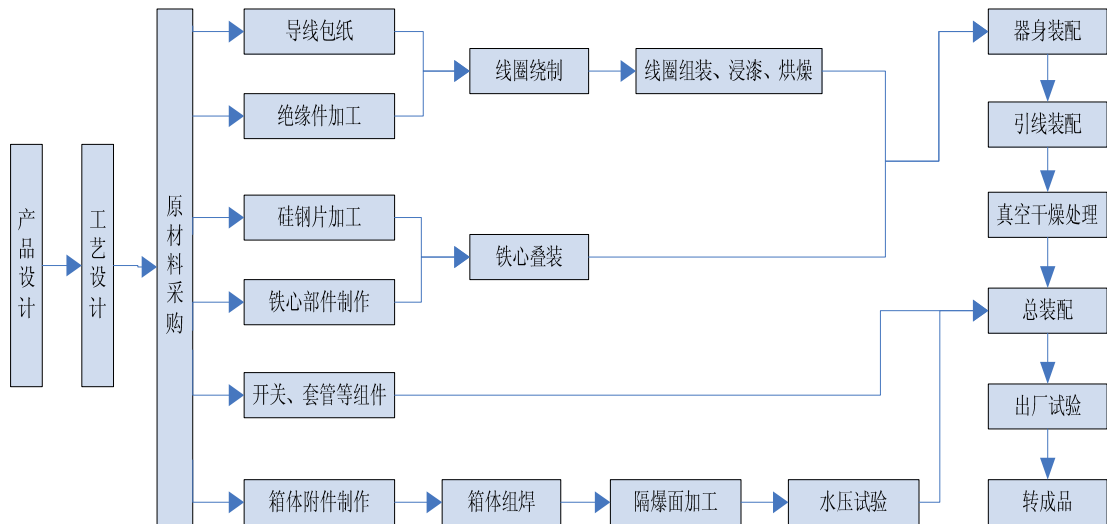 产品设计
工艺设计
原材料采购
导线包纸
绝缘件加工
硅钢片加工
铁心部件制作
开关、套管等组件
箱体附件制作
线圈绕制
线圈组装、浸漆、烘燥
铁心叠装
箱体组焊
隔爆面加工
水压试验
器身装配
引线装配
真空干燥处理
总装配
出厂试验
转成品